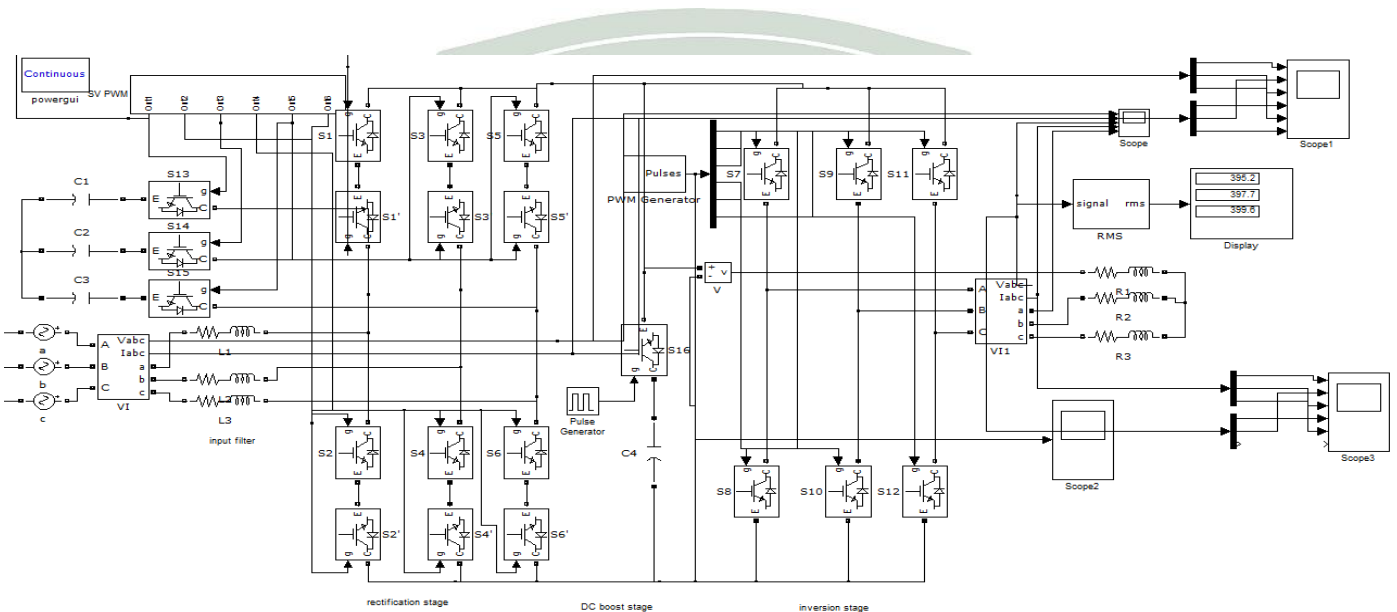 Continuous
powergui
SV PWM
Out1
Out2
Out3
Out4
Out5
Out6
g
C
E
S1
S3
S5
S1'
S3'
S5'
C1
C2
C3
S13
S14
S15
E
g
C
a
b
c
A
B
C
Vabc
Iabc
a
b
c
VI
L1
L2
L3
input filter
S2
S4
S6
S2'
S4'
S6'
rectification stage
Pulses
PWM Generator
+
-
v
V
S16
Pulse
Generator
C4
DC boost stage
S7
S9
S11
S8
S10
S12
inversion stage
A
B
C
Vabc
Iabc
a
b
c
VI1
R1
R2
R3
Scope
Scope1
signal rms
RMS
395.2
397.7
399.6
Display
Scope2
Scope3